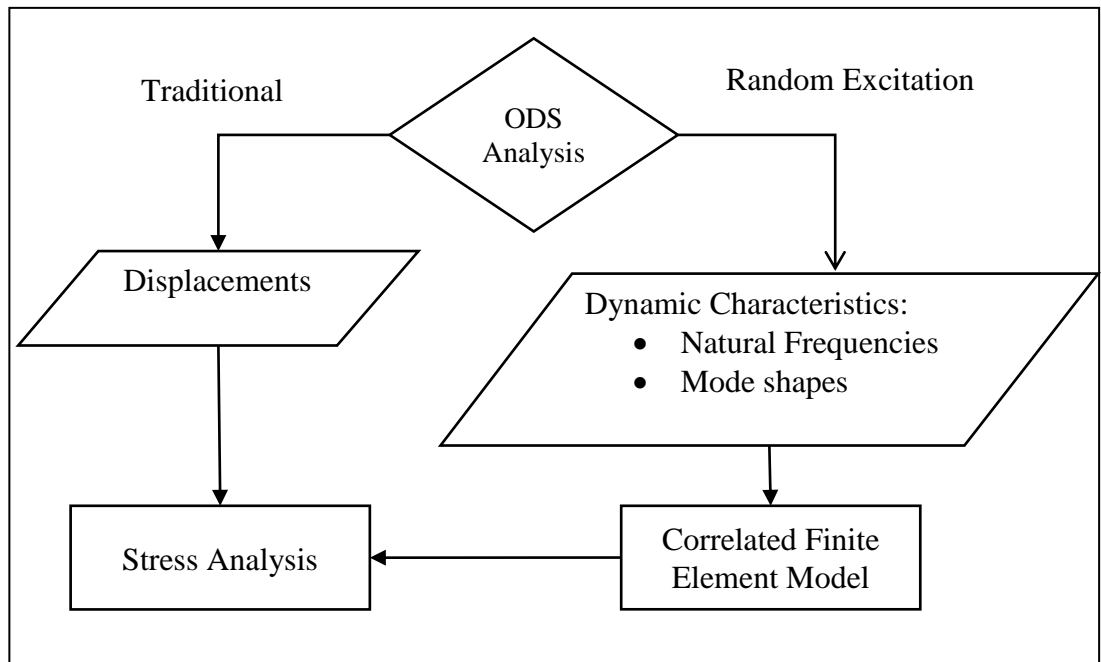 Traditional
Random Excitation
ODS
Analysis
Displacements
Dynamic Characteristics:
• Natural Frequencies
• Mode shapes
Stress Analysis
Correlated Finite
Element Model